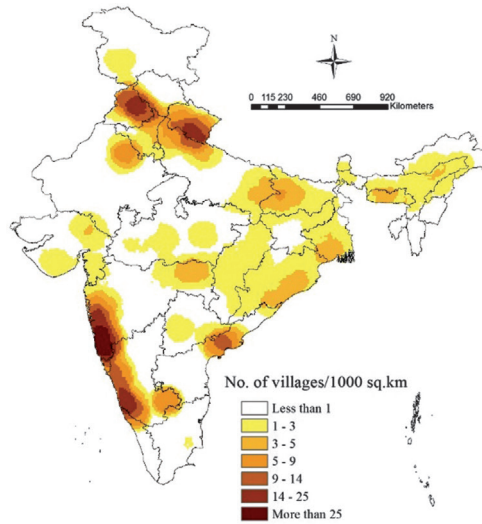 N
0 115 230 460 690 920
Kilometers
No. of villages/1000 sq.km
Less than 1
1 - 3
3 - 5
5 - 9
9 - 14
14 - 25
More than 25